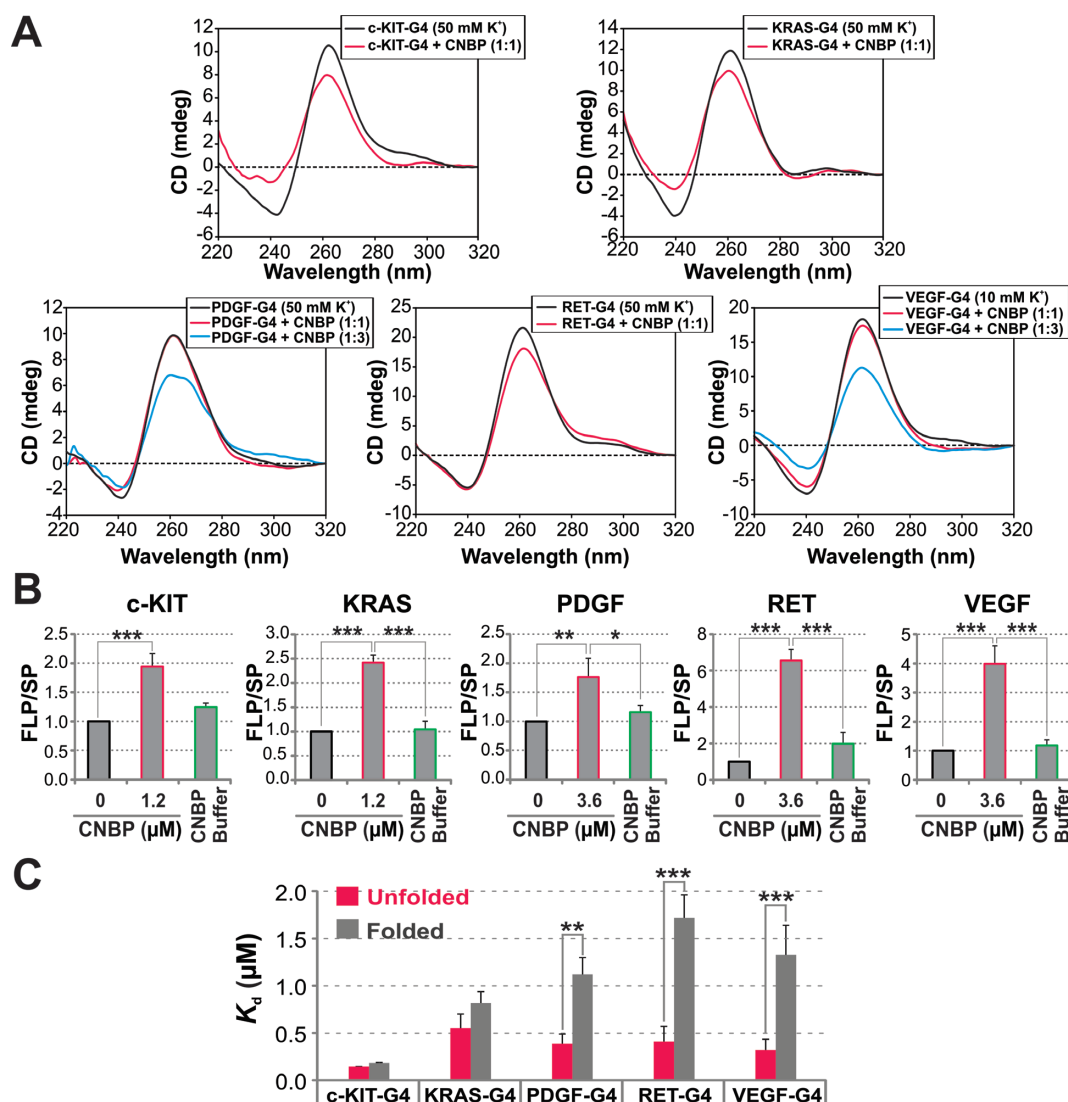 A
c-KIT-G4 (50 mM K⁺)
c-KIT-G4 + CNBP (1:1)
CD (mdeg)
12
10
8
6
4
2
0
-2
-4
-6
220 240 260 280 300 320
Wavelength (nm)
KRAS-G4 (50 mM K⁺)
KRAS-G4 + CNBP (1:1)
CD (mdeg)
14
12
10
8
6
4
2
0
-2
-4
-6
220 240 260 280 300 320
Wavelength (nm)
PDGF-G4 (50 mM K⁺)
PDGF-G4 + CNBP (1:1)
PDGF-G4 + CNBP (1:3)
CD (mdeg)
12
10
8
6
4
2
0
-2
-4
220 240 260 280 300 320
Wavelength (nm)
RET-G4 (50 mM K⁺)
RET-G4 + CNBP (1:1)
CD (mdeg)
25
20
15
10
5
0
-5
-10
220 240 260 280 300 320
Wavelength (nm)
VEGF-G4 (10 mM K⁺)
VEGF-G4 + CNBP (1:1)
VEGF-G4 + CNBP (1:3)
CD (mdeg)
20
15
10
5
0
-5
-10
220 240 260 280 300 320
Wavelength (nm)
B
c-KIT
FLP/SP
2.5
2.0
1.5
1.0
0.5
0.0
***
0 1.2
CNBP (µM)
CNBP
Buffer
KRAS
FLP/SP
3.0
2.5
2.0
1.5
1.0
0.5
0.0
*** ***
0 1.2
CNBP (µM)
CNBP
Buffer
PDGF
FLP/SP
2.5
2.0
1.5
1.0
0.5
0.0
** *
0 3.6
CNBP (µM)
CNBP
Buffer
RET
FLP/SP
8
6
4
2
0
*** ***
0 3.6
CNBP (µM)
CNBP
Buffer
VEGF
FLP/SP
5
4
3
2
1
0
*** ***
0 3.6
CNBP (µM)
CNBP
Buffer
C
Unfolded
Folded
Kd (µM)
2.0
1.5
1.0
0.5
0.0
** *** ***
c-KIT-G4 KRAS-G4 PDGF-G4 RET-G4 VEGF-G4